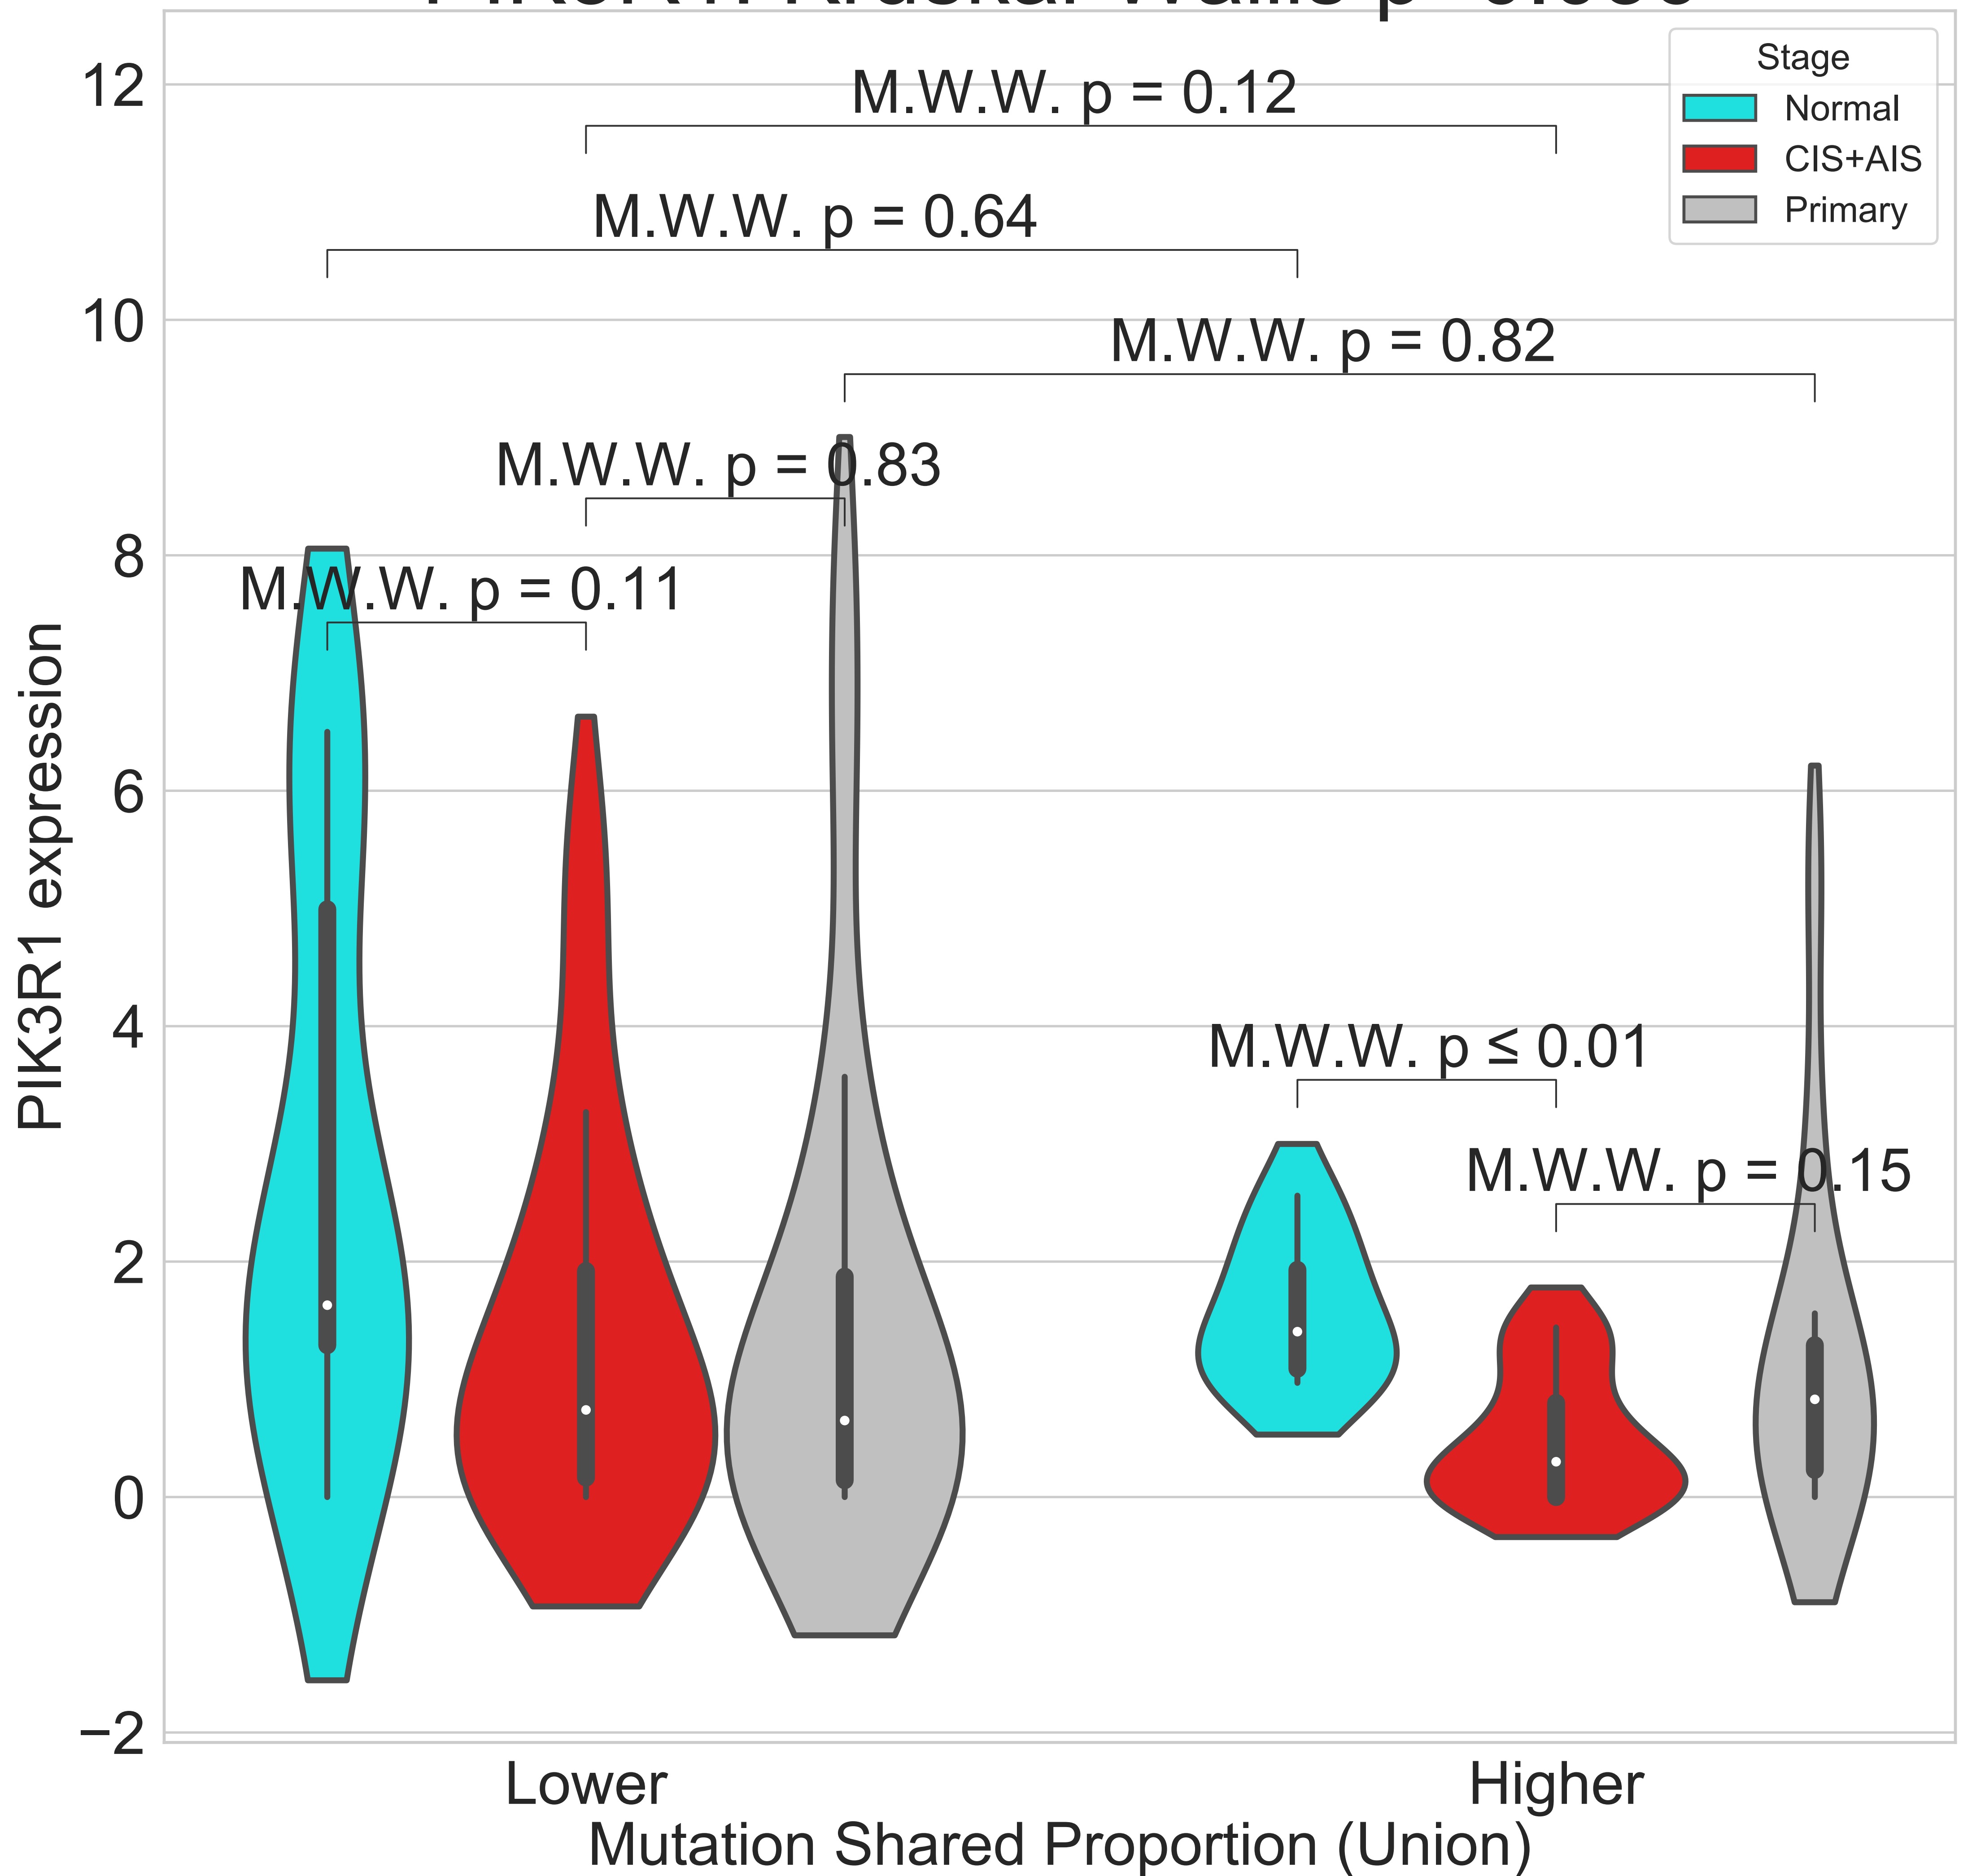 12
10
8
6
4
2
0
−2
PIK3R1 expression
M.W.W. p = 0.12
M.W.W. p = 0.64
M.W.W. p = 0.82
M.W.W. p = 0.83
M.W.W. p = 0.11
M.W.W. p ≤ 0.01
M.W.W. p = 0.15
Stage
Normal
CIS+AIS
Primary
Lower
Higher
Mutation Shared Proportion (Union)